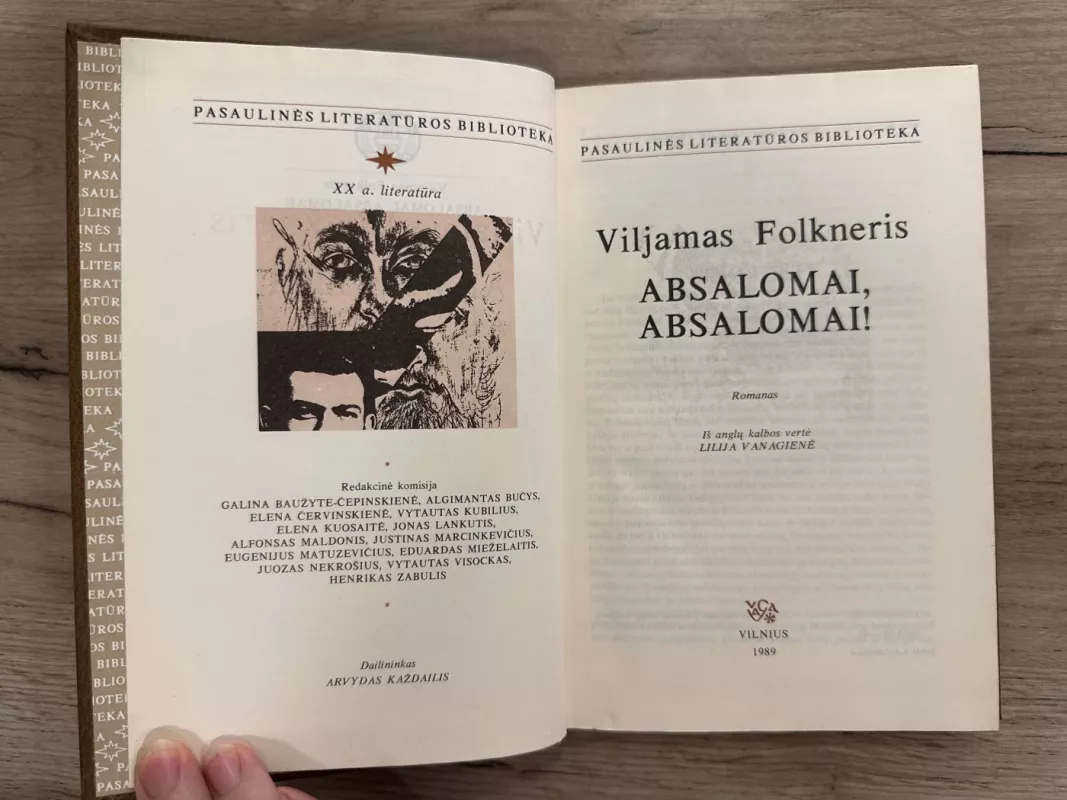 PASAULINĖS LITERATŪROS BIBLIOTEKA
XX a. literatūra
Redakcinė komisija
GALINA BAUŽYTE-ČEPINSKIENĖ, ALGIMANTAS BUČYS,
ELENA ČERVINSKIENĖ, VYTAUTAS KUBILIUS,
ELENA KUOSAITĖ, JONAS LANKUTIS,
ALFONSAS MALDONIS, JUSTINAS MARCINKEVIČIUS,
EUGENIJUS MATUZEVIČIUS, EDUARDAS MIEŽELAITIS,
JUOZAS NEKROŠIUS, VYTAUTAS VISOCKAS,
HENRIKAS ZABULIS
Dailininkas
ARVYDAS KAŽDAILIS
PASAULINĖS LITERATŪROS BIBLIOTEKA
Viljamas Folkneris
ABSALOMAI,
ABSALOMAI!
Romanas
Iš anglų kalbos vertė
LILIJA VANAGIENĖ
VAGA
VILNIUS
1989